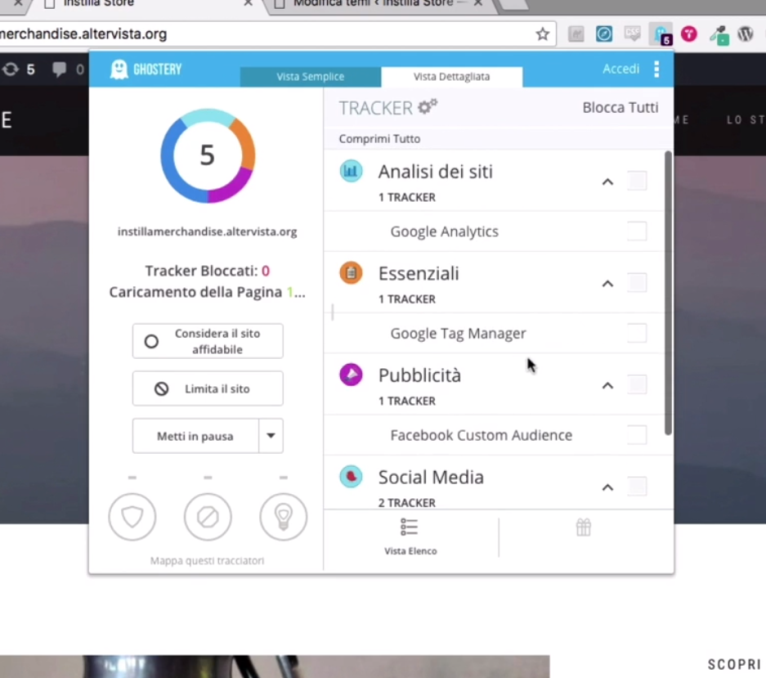 Instilla Store
Modifica temi ‹ Instilla Store —
merchandise.altervista.org
5
5
0
GHOSTERY
Vista Semplice
Vista Dettagliata
Accedi
E
ME
LO ST
5
instillamerchandise.altervista.org
Tracker Bloccati: 0
Caricamento della Pagina 1...
Considera il sito
affidabile
Limita il sito
Metti in pausa
Mappa questi tracciatori
TRACKER
Blocca Tutti
Comprimi Tutto
Analisi dei siti
1 TRACKER
Google Analytics
Essenziali
1 TRACKER
Google Tag Manager
Pubblicità
1 TRACKER
Facebook Custom Audience
Social Media
2 TRACKER
Vista Elenco
SCOPRI